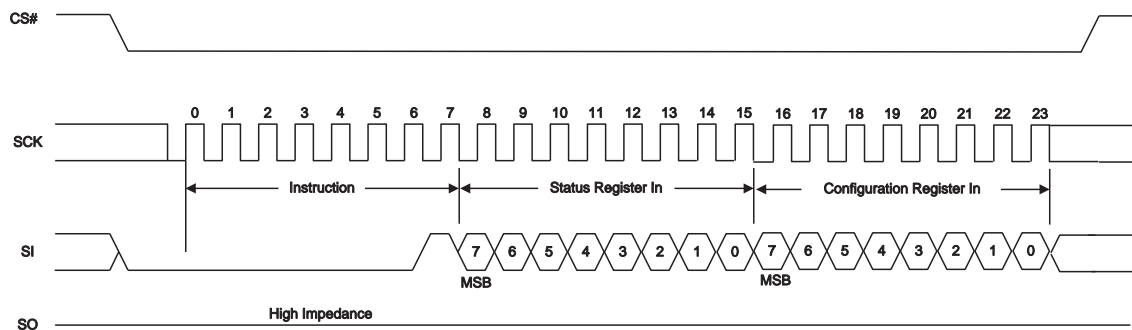 CS#
0 1 2 3 4 5 6 7 8 9 10 11 12 13 14 15 16 17 18 19 20 21 22 23
SCK
Instruction Status Register In Configuration Register In
SI 7 6 5 4 3 2 1 0 7 6 5 4 3 2 1 0
MSB MSB
High Impedance
SO